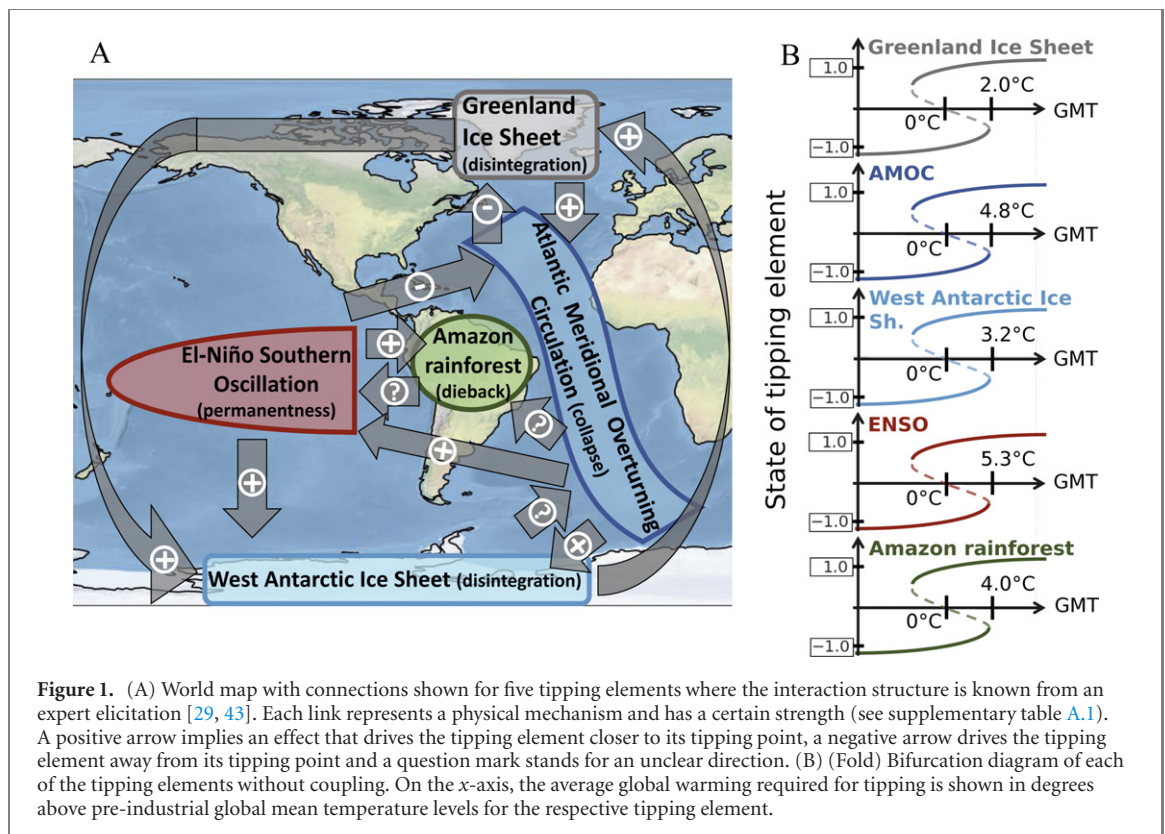 A
Greenland
Ice Sheet
(disintegration)
+
-
+
-
Atlantic Meridional Overturning
Circulation (collapse)
El-Niño Southern
Oscillation
(permanentness)
+
Amazon
rainforest
(dieback)
?
?
+
+
?
+
+
West Antarctic Ice Sheet (disintegration)
B
State of tipping element
Greenland Ice Sheet
1.0
2.0°C
0°C
GMT
−1.0
AMOC
1.0
4.8°C
0°C
GMT
−1.0
West Antarctic Ice
Sh.
1.0
3.2°C
0°C
GMT
−1.0
ENSO
1.0
5.3°C
0°C
GMT
−1.0
Amazon rainforest
1.0
4.0°C
0°C
GMT
−1.0
Figure 1. (A) World map with connections shown for five tipping elements where the interaction structure is known from an
expert elicitation [29, 43]. Each link represents a physical mechanism and has a certain strength (see supplementary table A.1).
A positive arrow implies an effect that drives the tipping element closer to its tipping point, a negative arrow drives the tipping
element away from its tipping point and a question mark stands for an unclear direction. (B) (Fold) Bifurcation diagram of each
of the tipping elements without coupling. On the x-axis, the average global warming required for tipping is shown in degrees
above pre-industrial global mean temperature levels for the respective tipping element.